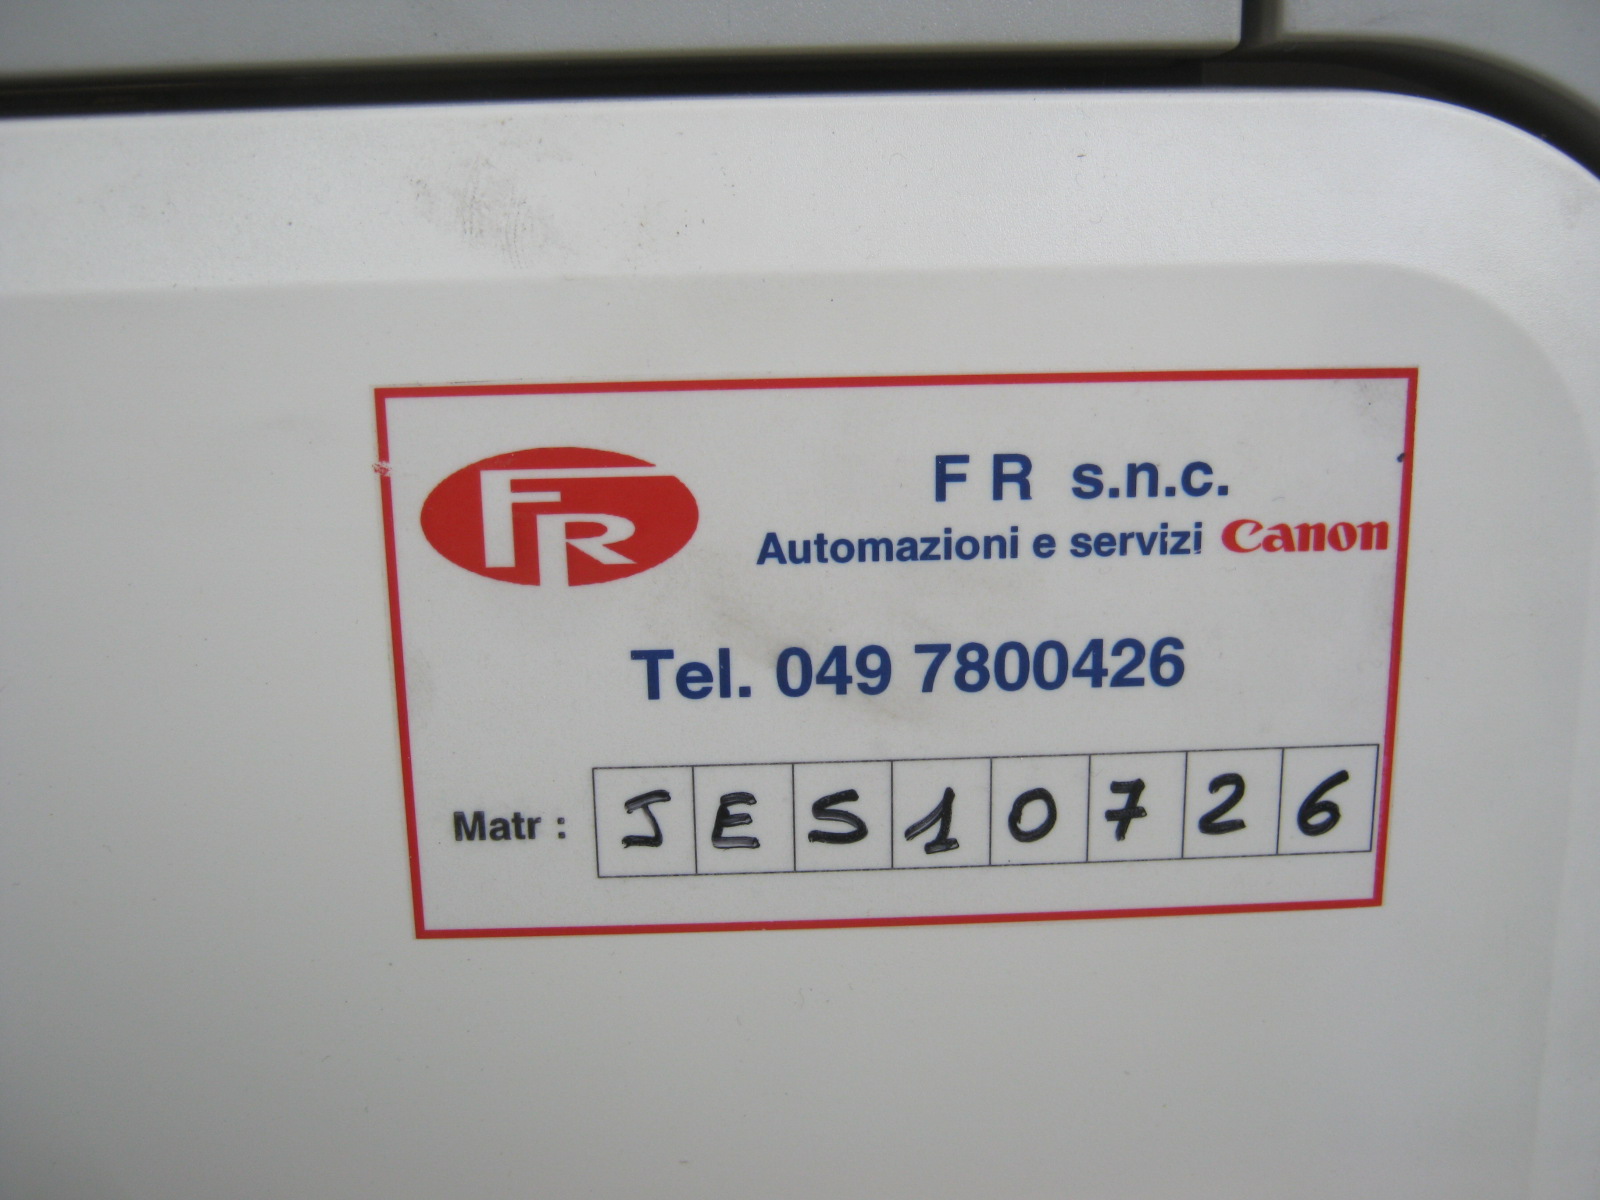 FR
F R s.n.c.
Automazioni e servizi Canon
Tel. 049 7800426
Matr : JES10726